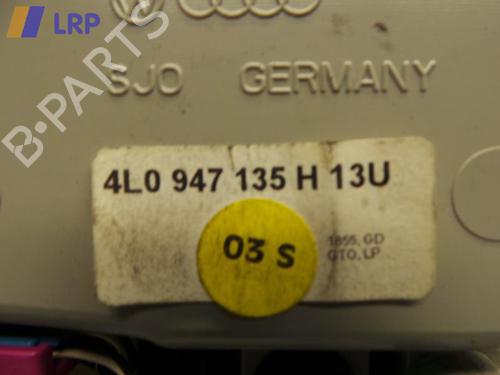 LRP
B-PARTS
SJO GERMANY
4L0 947 135 H 13U
03 S
1855, GD
GTO, LP